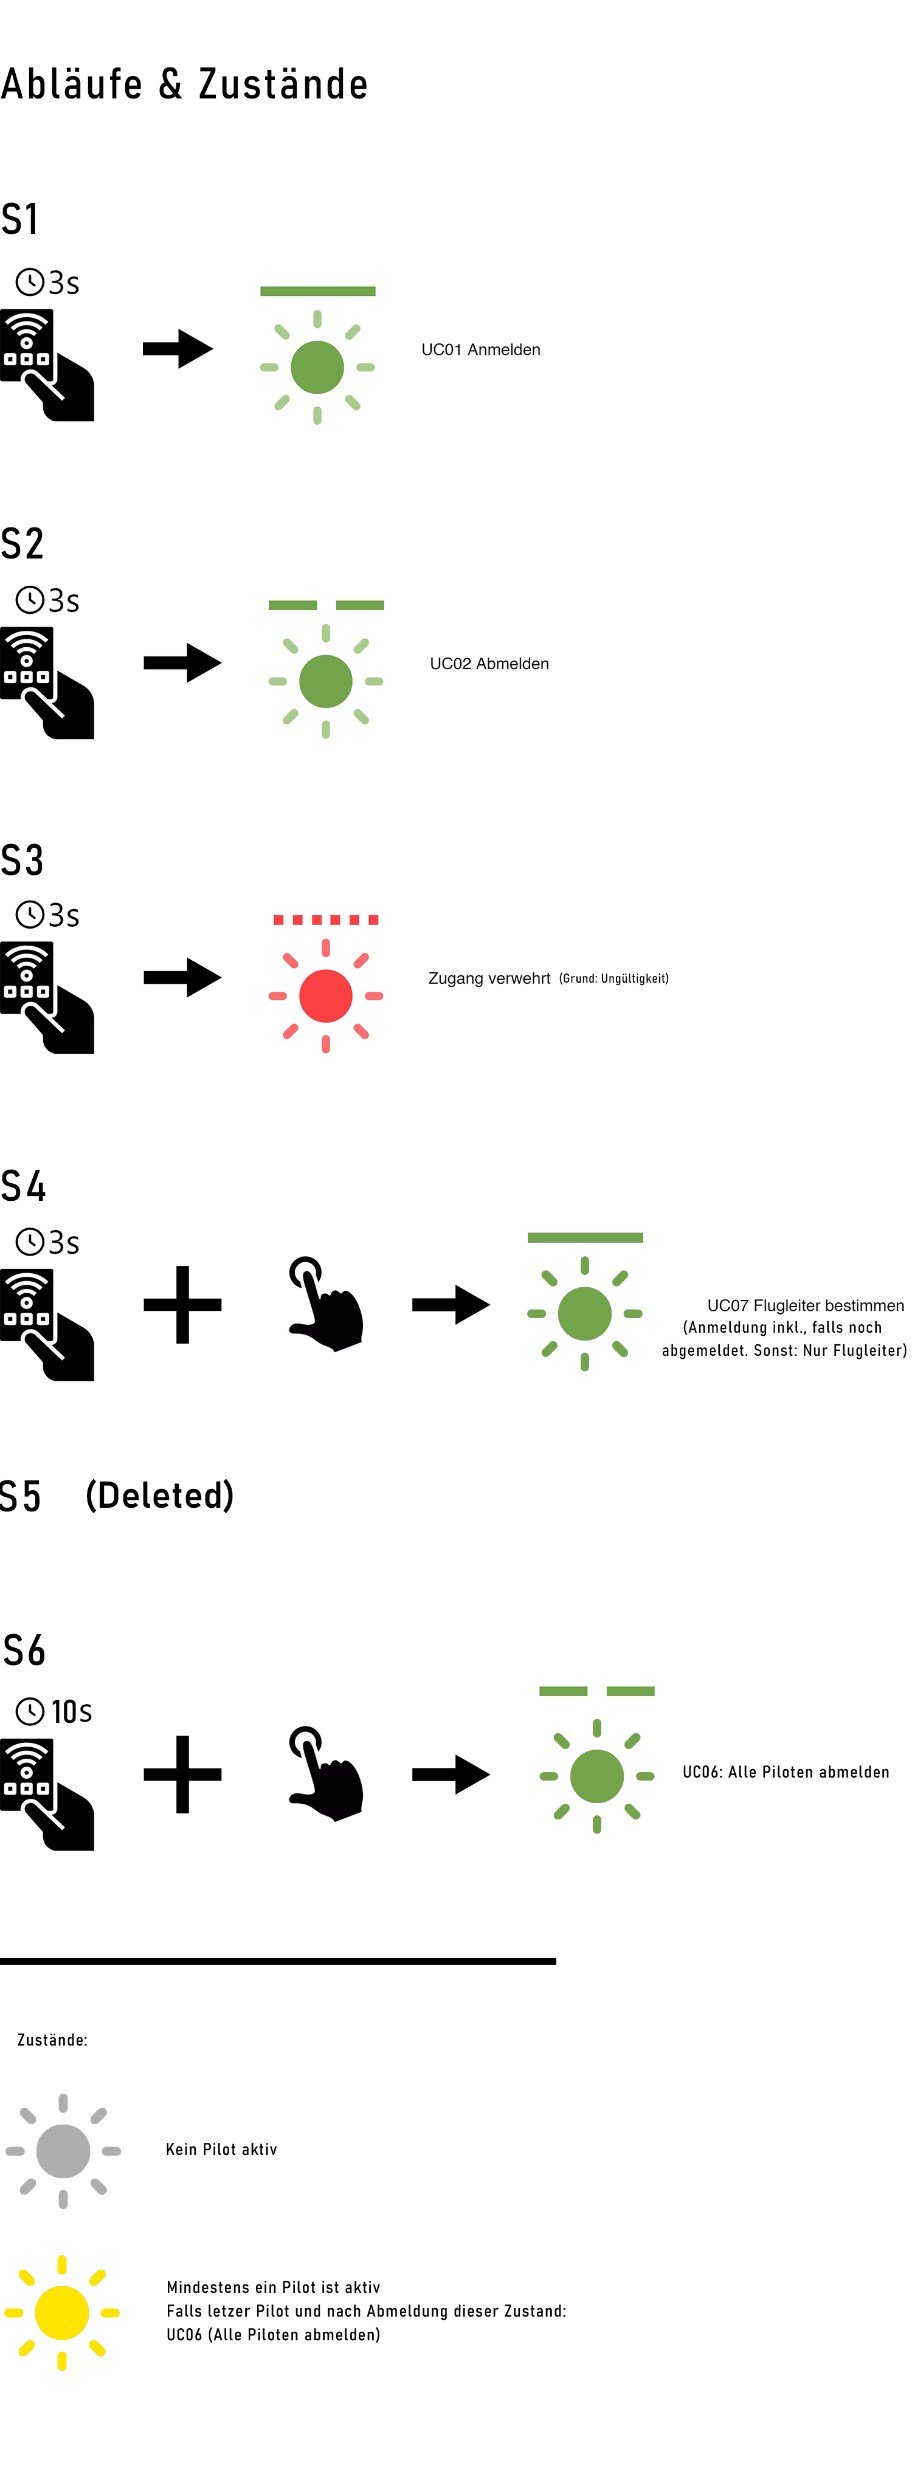 Abläufe & Zustände
S1
3s
UC01 Anmelden
S2
3s
UC02 Abmelden
S3
3s
Zugang verwehrt (Grund: Ungültigkeit)
S4
3s
UC07 Flugleiter bestimmen
(Anmeldung inkl., falls noch
abgemeldet. Sonst: Nur Flugleiter)
S5 (Deleted)
S6
10s
UC06: Alle Piloten abmelden
Zustände:
Kein Pilot aktiv
Mindestens ein Pilot ist aktiv
Falls letzer Pilot und nach Abmeldung dieser Zustand:
UC06 (Alle Piloten abmelden)